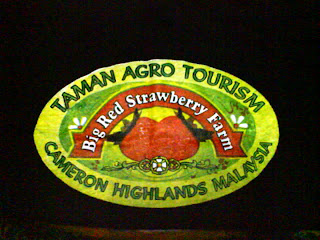 TAMAN AGRO TOURISM
Big Red Strawberry Farm
CAMERON HIGHLANDS MALAYSIA